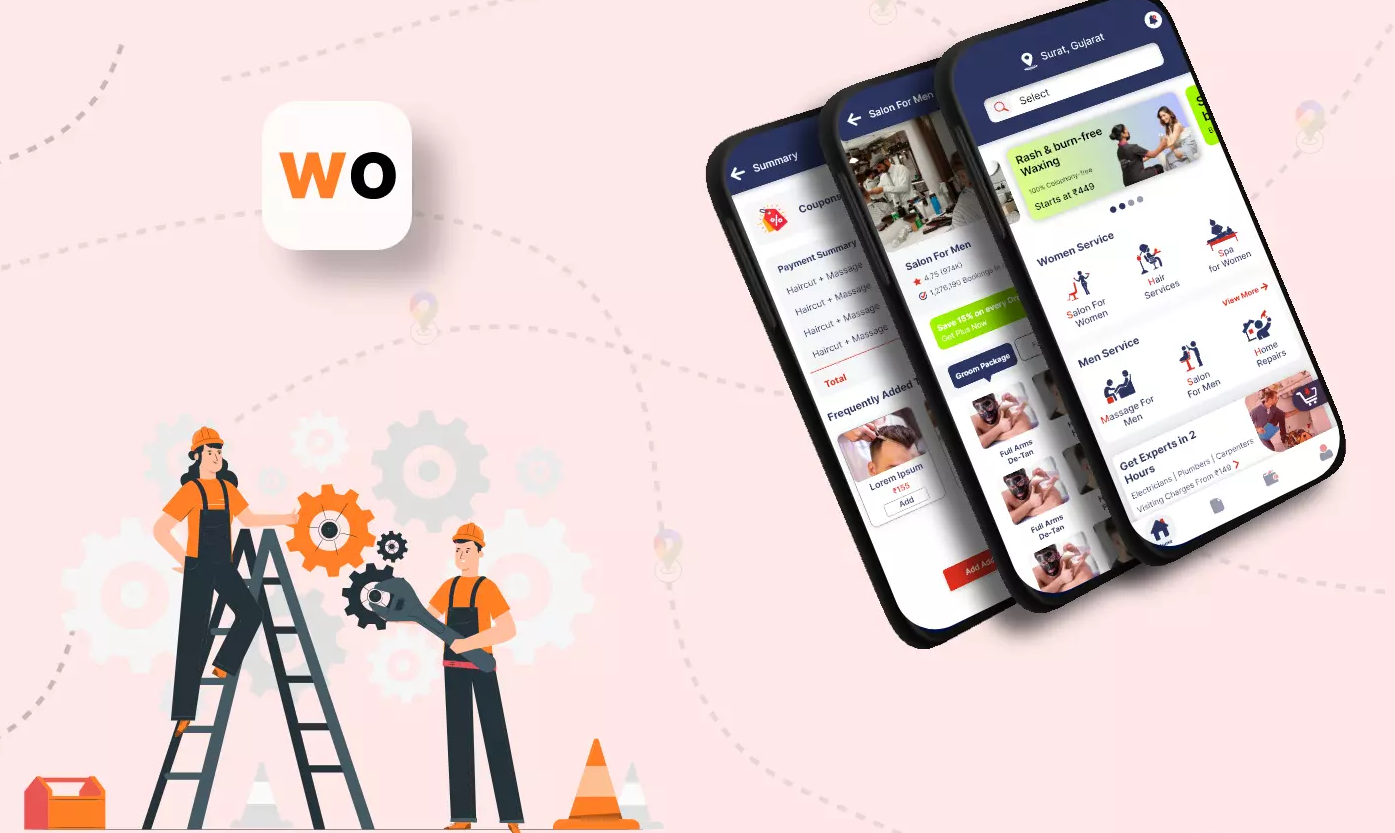 WO
Summary
Coupons
Payment Summary
Haircut + Massage
Haircut + Massage
Haircut + Massage
Haircut + Massage
Total
Frequently Added
Lorem Ipsum
₹155
Add
Add
Salon For Men
Salon For Men
4.75 (974K)
1,276,190 Bookings
Save 15% on every
Get Plus Now
Groom Package
Full Arms
De-Tan
Full Arms
De-Tan
Surat, Gujarat
Select
Rash & burn-free
Waxing
100% Colophony-free
Starts at ₹449
Women Service
Salon For
Women
Hair
Services
Spa
for Women
View More
Men Service
Massage For
Men
Salon
For Men
Home
Repairs
Get Experts in 2
Hours
Electricians | Plumbers | Carpenters
Visiting Charges From ₹149